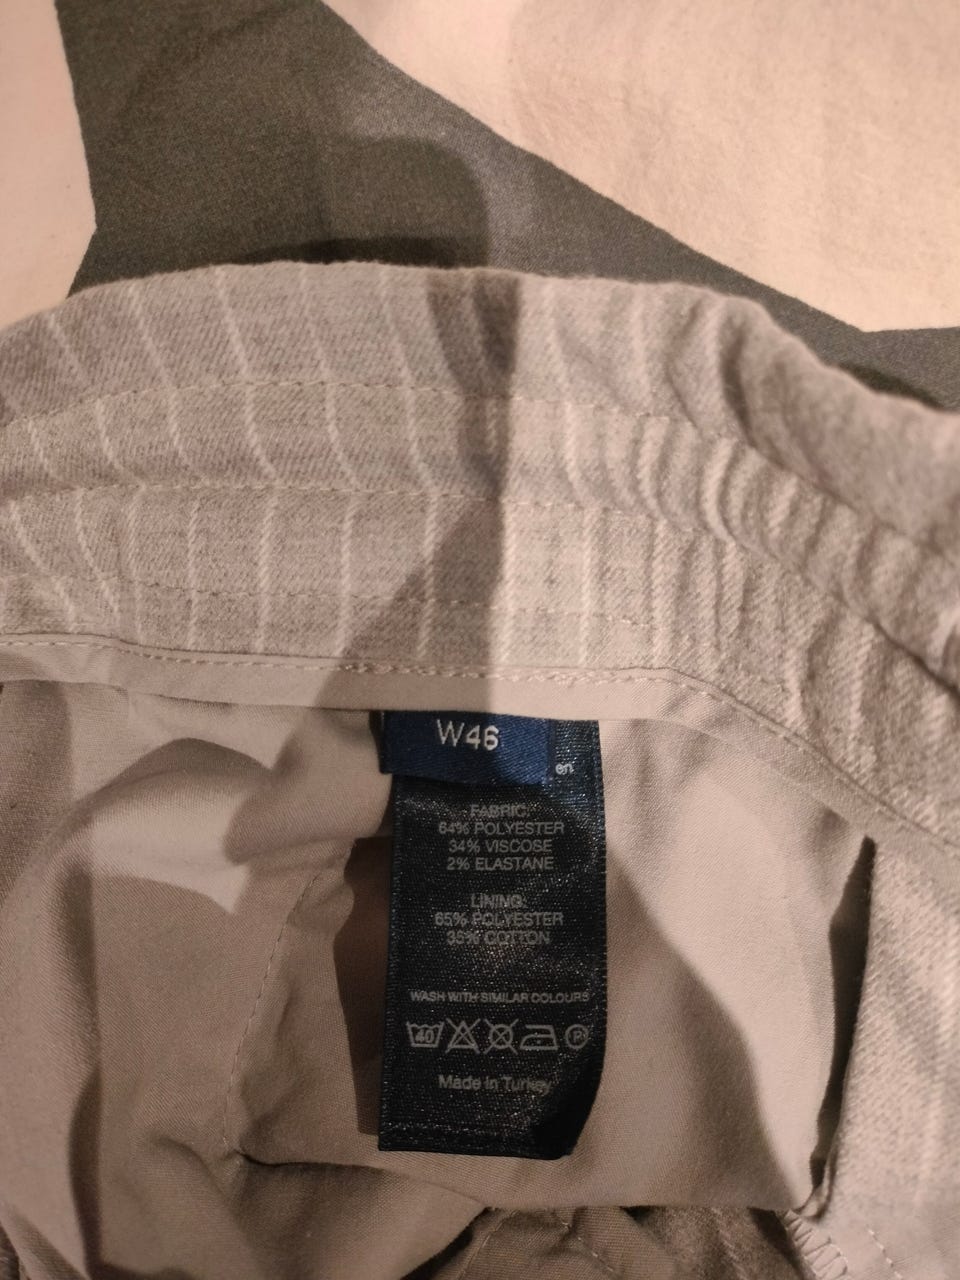 W46
en
FABRIC:
64% POLYESTER
34% VISCOSE
2% ELASTANE
LINING:
65% POLYESTER
35% COTTON
WASH WITH SIMILAR COLOURS
40 P
Made in Turkey